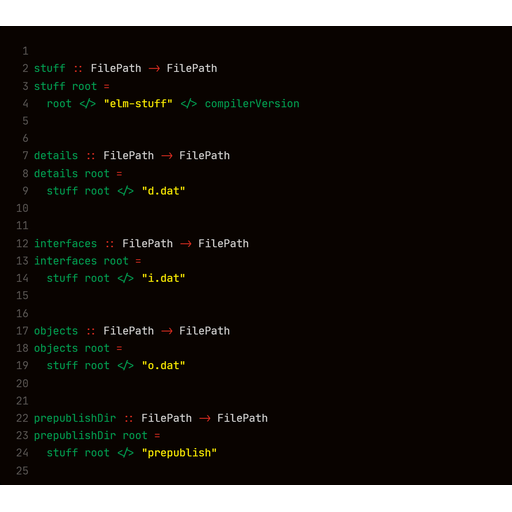 1
2 stuff :: FilePath -> FilePath
3 stuff root =
4   root </> "elm-stuff" </> compilerVersion
5
6
7 details :: FilePath -> FilePath
8 details root =
9   stuff root </> "d.dat"
10
11
12 interfaces :: FilePath -> FilePath
13 interfaces root =
14   stuff root </> "i.dat"
15
16
17 objects :: FilePath -> FilePath
18 objects root =
19   stuff root </> "o.dat"
20
21
22 prepublishDir :: FilePath -> FilePath
23 prepublishDir root =
24   stuff root </> "prepublish"
25